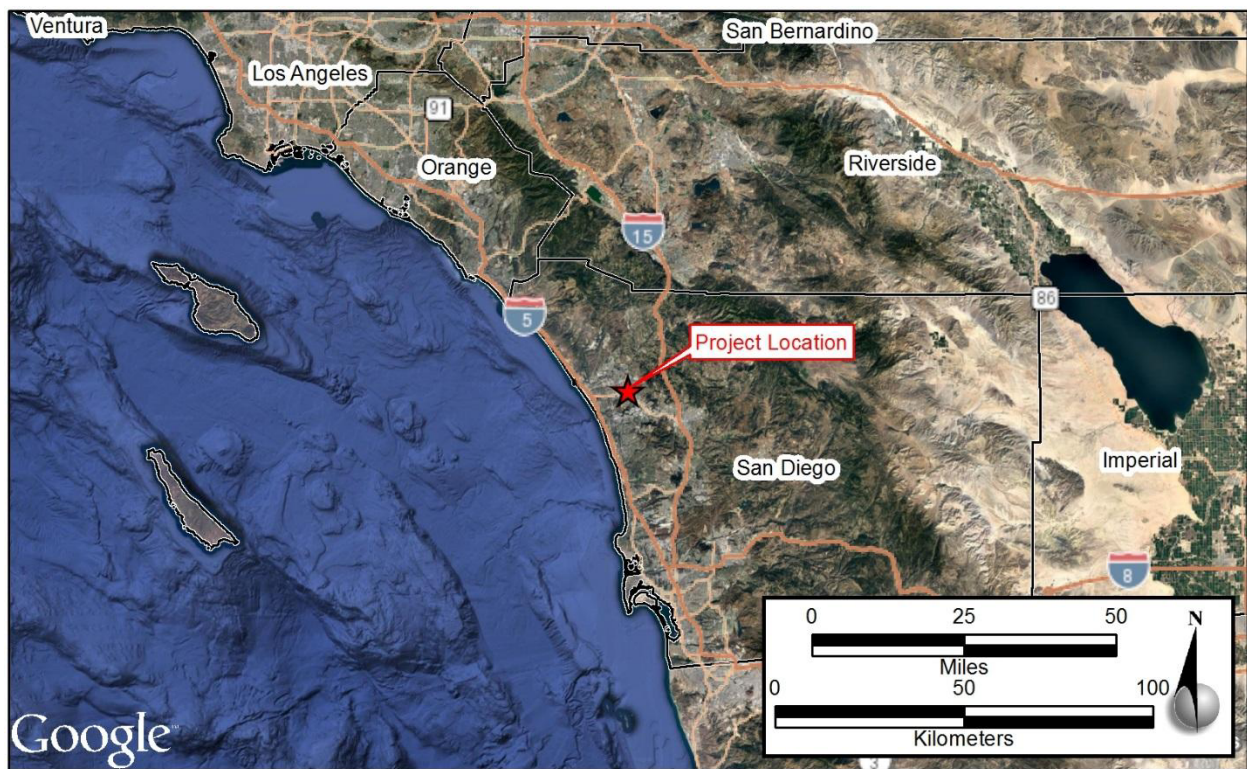 Ventura
San Bernardino
Los Angeles
91
Orange
Riverside
15
86
5
Project Location
San Diego
Imperial
8
0 25 50
N
Miles
0 50 100
Kilometers
Google
3